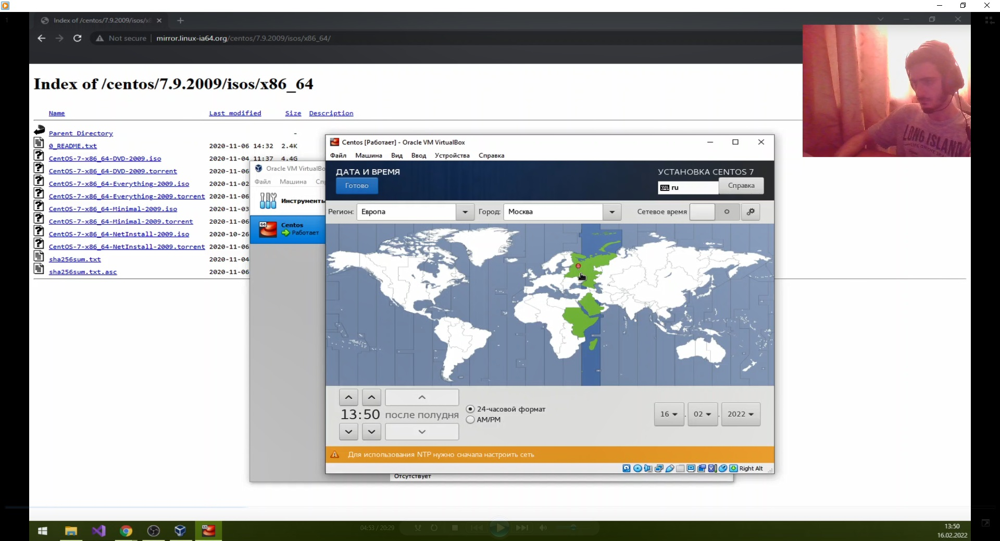 1
Index of /centos/7.9.2009/isos/x8
Not secure
mirror.linux-ia64.org/centos/7.9.2009/isos/x86_64/
Index of /centos/7.9.2009/isos/x86_64
Name Last modified Size Description
Parent Directory -
0_README.txt 2020-11-06 14:32 2.4K
CentOS-7-x86_64-DVD-2009.iso 2020-11-04 11:37 4.4G
CentOS-7-x86_64-DVD-2009.torrent 2020-11-06
CentOS-7-x86_64-Everything-2009.iso 2020-11-02
CentOS-7-x86_64-Everything-2009.torrent 2020-11-06
CentOS-7-x86_64-Minimal-2009.iso 2020-11-03
CentOS-7-x86_64-Minimal-2009.torrent 2020-11-06
CentOS-7-x86_64-NetInstall-2009.iso 2020-10-26
CentOS-7-x86_64-NetInstall-2009.torrent 2020-11-06
sha256sum.txt 2020-11-04
sha256sum.txt.asc 2020-11-06
LONG ISLAND
Oracle VM VirtualBo
Файл Машина Сп
Инструменты
64
Centos
Работает
Отсутствует
Centos [Работает] - Oracle VM VirtualBox
Файл Машина Вид Ввод Устройства Справка
ДАТА И ВРЕМЯ
Готово
УСТАНОВКА CENTOS 7
ru
Справка
Регион: Европа Город: Москва Сетевое время
13:50 после полудня
24-часовой формат
AM/PM
16 . 02 . 2022
Для использования NTP нужно сначала настроить сеть
Right Alt
04:53 / 20:29
64
13:50
16.02.2022